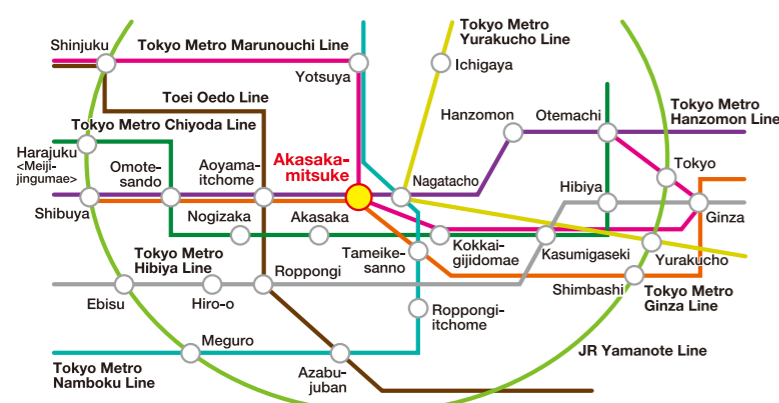 Tokyo Metro
Yurakucho Line
Shinjuku
Tokyo Metro Marunouchi Line
Yotsuya
Ichigaya
Toei Oedo Line
Hanzomon
Otemachi
Tokyo Metro
Hanzomon Line
Tokyo Metro Chiyoda Line
Harajuku
<Meiji-
jingumae>
Omote-
sando
Aoyama-
itchome
Akasaka-
mitsuke
Nagatacho
Tokyo
Hibiya
Shibuya
Nogizaka
Akasaka
Ginza
Kokkai-
gijidomae
Kasumigaseki
Yurakucho
Tokyo Metro
Hibiya Line
Tameike-
sanno
Roppongi
Shimbashi
Tokyo Metro
Ginza Line
Ebisu
Hiro-o
Roppongi-
itchome
Meguro
JR Yamanote Line
Tokyo Metro
Namboku Line
Azabu-
juban